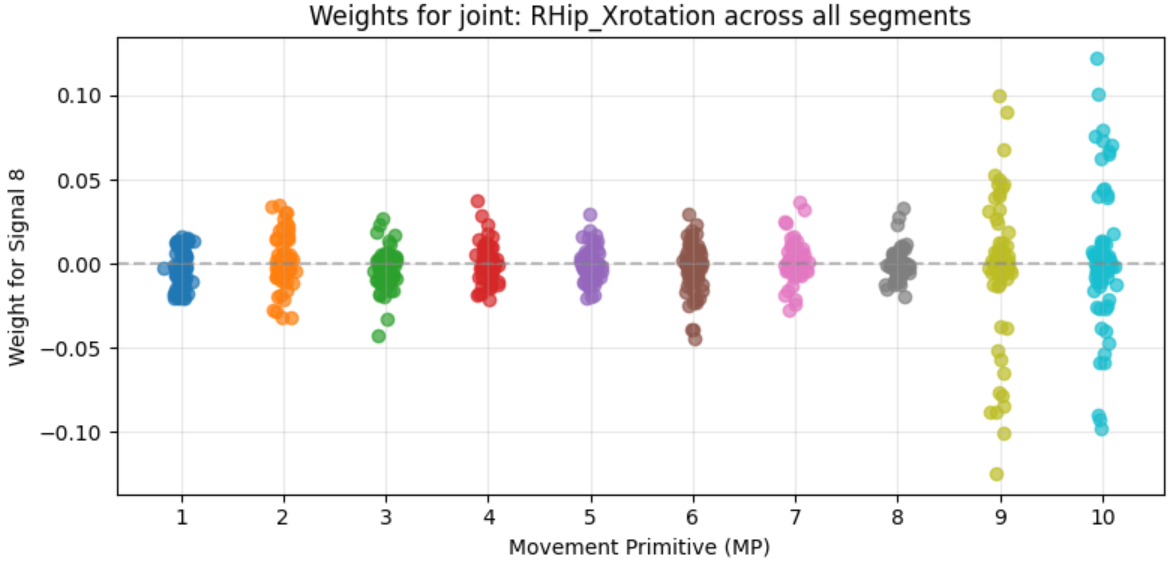 Weights for joint: RHip_Xrotation across all segments
Weight for Signal 8
0.10
0.05
0.00
−0.05
−0.10
1 2 3 4 5 6 7 8 9 10
Movement Primitive (MP)